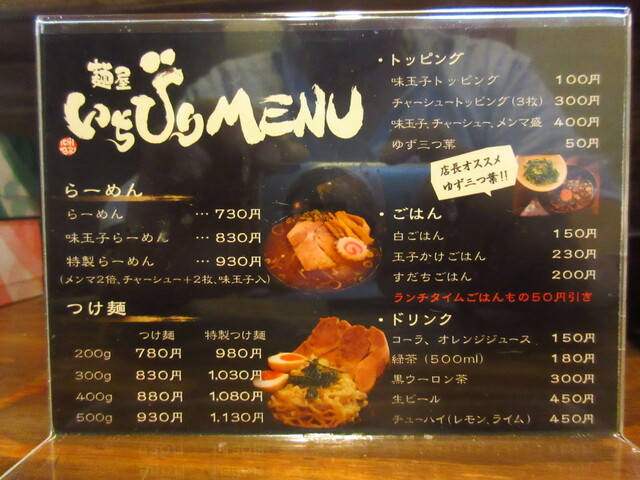 麺屋
いちびり MENU
らーめん
らーめん … 730円
味玉子らーめん … 830円
特製らーめん … 930円
(メンマ2倍、チャーシュー+2枚、味玉子入)
つけ麺
つけ麺 特製つけ麺
200g 780円 980円
300g 830円 1,030円
400g 880円 1,080円
500g 930円 1,130円
・トッピング
味玉子トッピング 100円
チャーシュートッピング(3枚) 300円
味玉子、チャーシュー、メンマ盛 400円
ゆず三つ葉 50円
店長オススメ
ゆず三つ葉!!
・ごはん
白ごはん 150円
玉子かけごはん 230円
すだちごはん 200円
ランチタイムごはんもの50円引き
・ドリンク
コーラ、オレンジジュース 150円
緑茶(500ml) 180円
黒ウーロン茶 300円
生ビール 450円
チューハイ(レモン、ライム) 450円